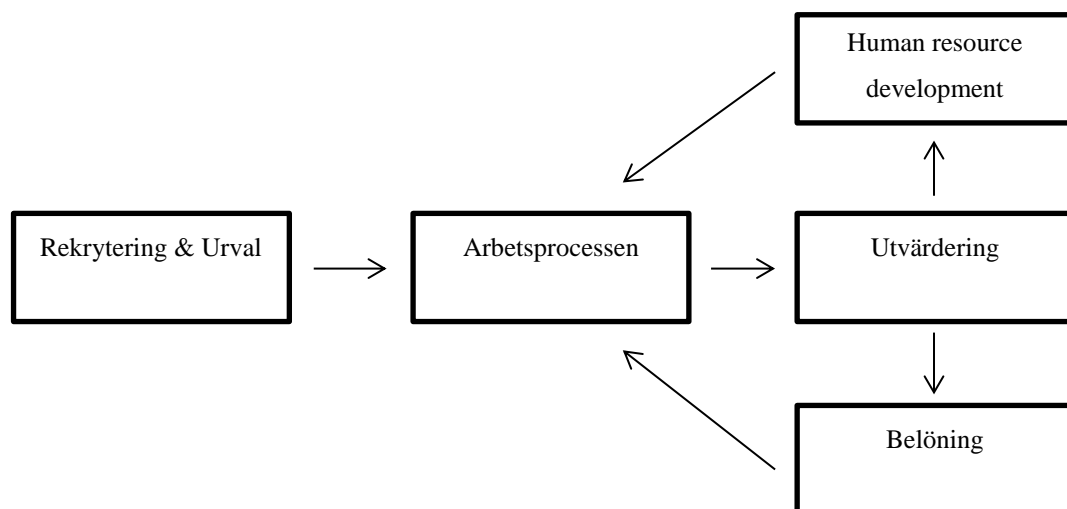 Human resource
development
Rekrytering & Urval
Arbetsprocessen
Utvärdering
Belöning